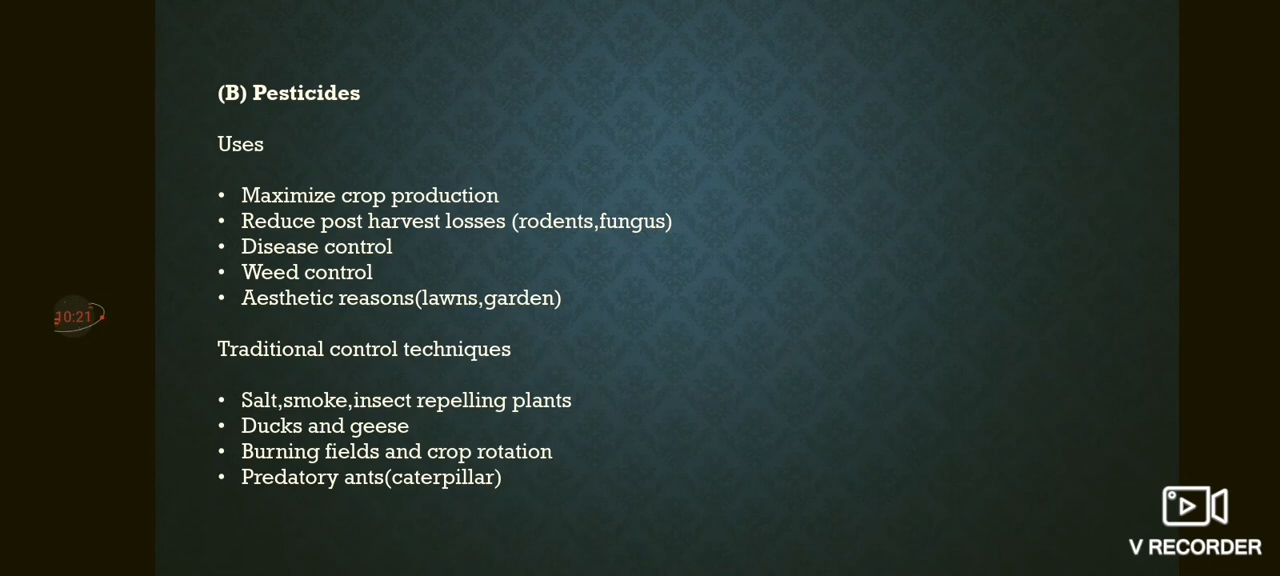 (B) Pesticides
Uses
• Maximize crop production
• Reduce post harvest losses (rodents,fungus)
• Disease control
• Weed control
• Aesthetic reasons(lawns,garden)
10:21
Traditional control techniques
• Salt,smoke,insect repelling plants
• Ducks and geese
• Burning fields and crop rotation
• Predatory ants(caterpillar)
V RECORDER